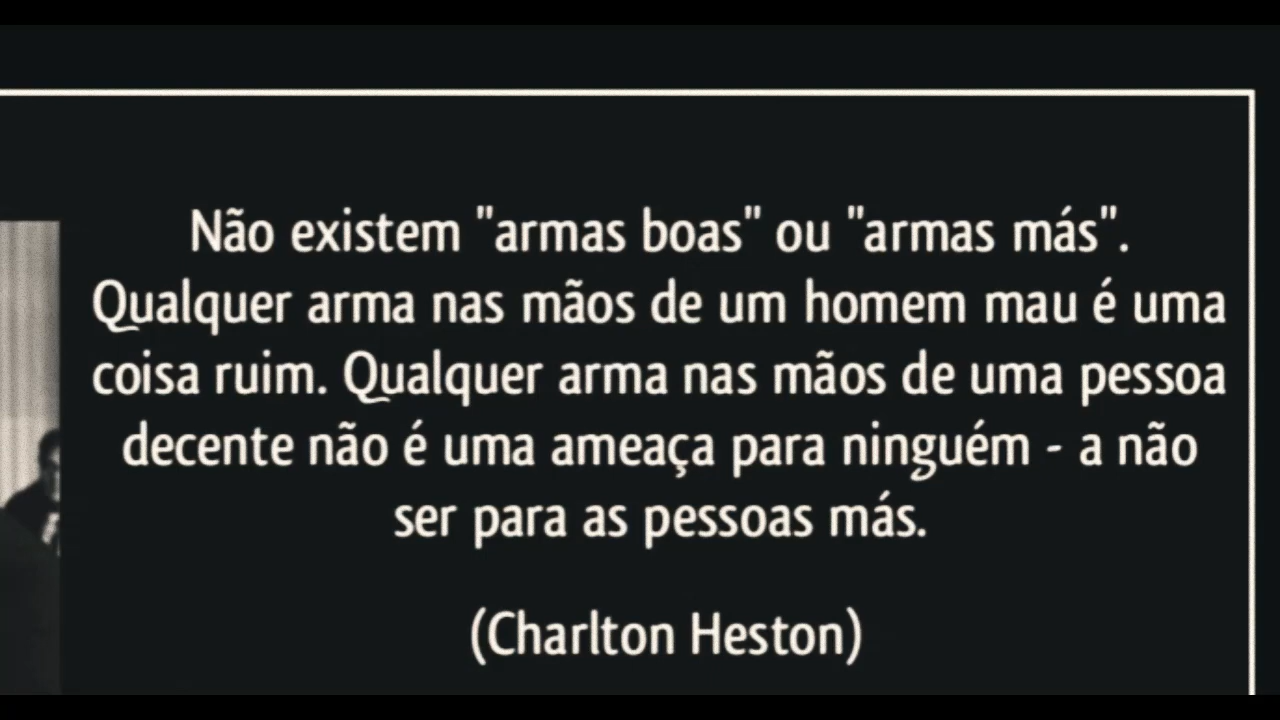 Não existem "armas boas" ou "armas más".
Qualquer arma nas mãos de um homem mau é uma
coisa ruim. Qualquer arma nas mãos de uma pessoa
decente não é uma ameaça para ninguém - a não
ser para as pessoas más.
(Charlton Heston)